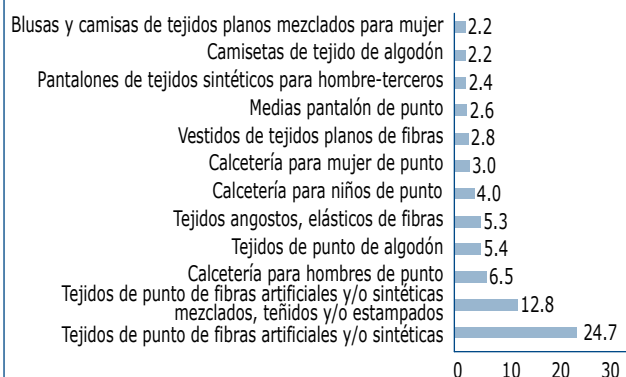 Blusas y camisas de tejidos planos mezclados para mujer 2.2
Camisetas de tejido de algodón 2.2
Pantalones de tejidos sintéticos para hombre-terceros 2.4
Medias pantalón de punto 2.6
Vestidos de tejidos planos de fibras 2.8
Calcetería para mujer de punto 3.0
Calcetería para niños de punto 4.0
Tejidos angostos, elásticos de fibras 5.3
Tejidos de punto de algodón 5.4
Calcetería para hombres de punto 6.5
Tejidos de punto de fibras artificiales y/o sintéticas
mezclados, teñidos y/o estampados 12.8
Tejidos de punto de fibras artificiales y/o sintéticas 24.7
0 10 20 30